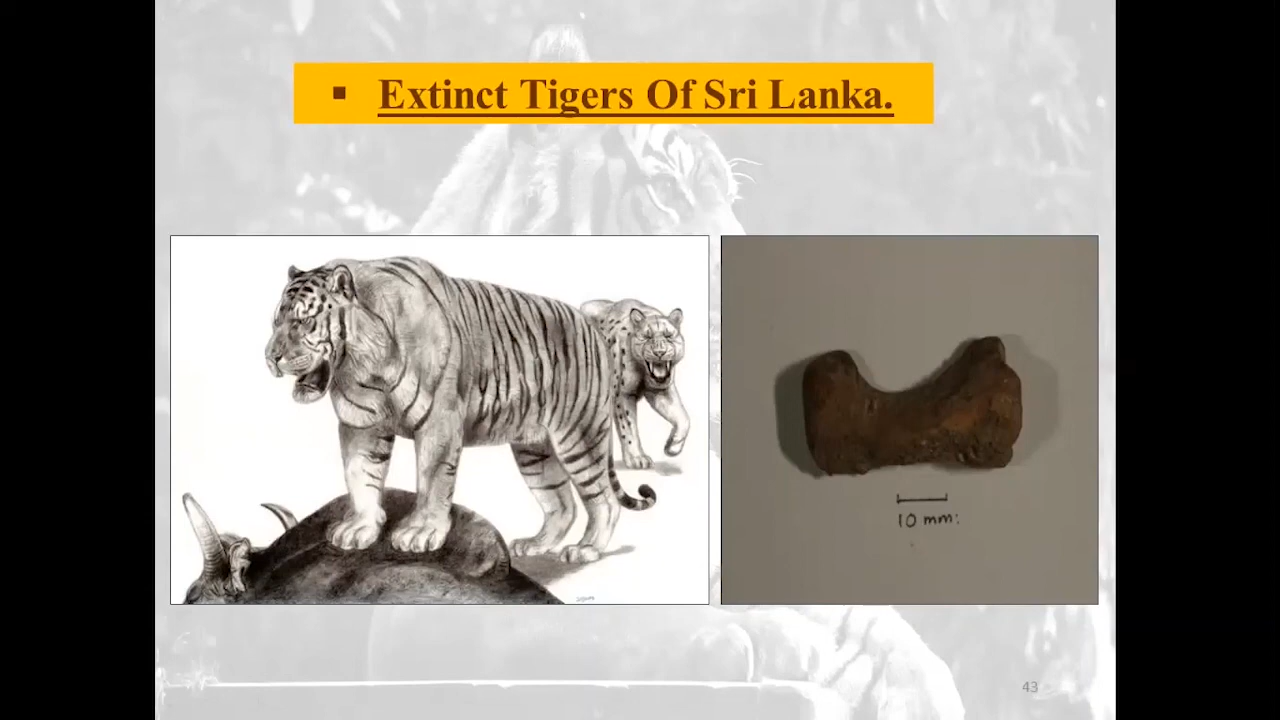 ▪ Extinct Tigers Of Sri Lanka.
10 mm:
43